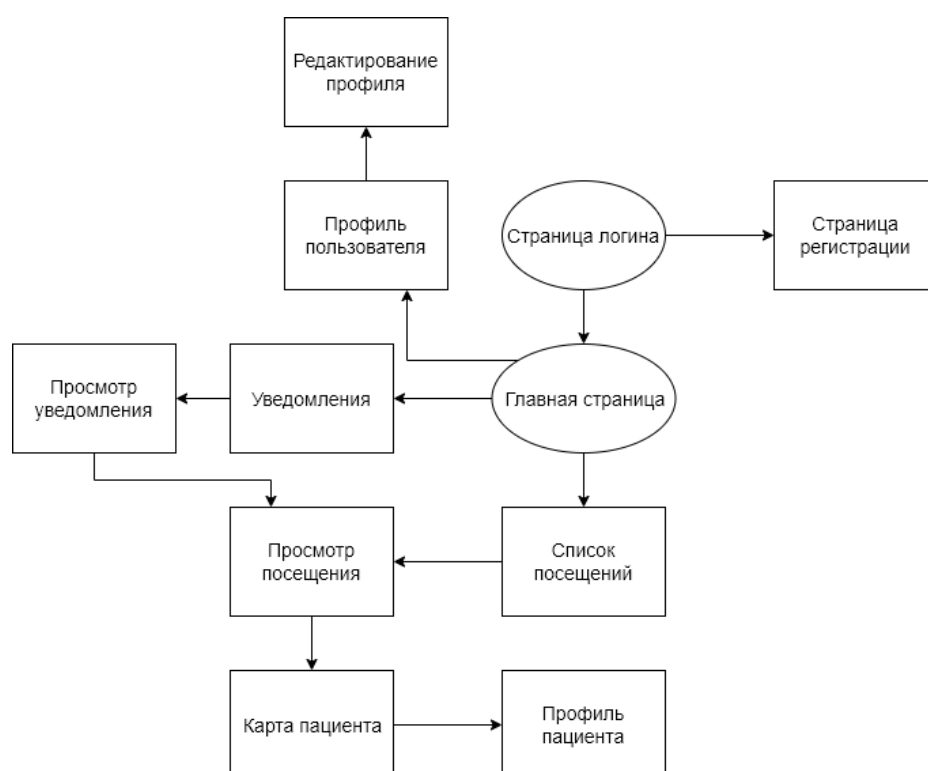 Редактирование
профиля
Профиль
пользователя
Страница логина
Страница
регистрации
Просмотр
уведомления
Уведомления
Главная страница
Просмотр
посещения
Список
посещений
Карта пациента
Профиль
пациента